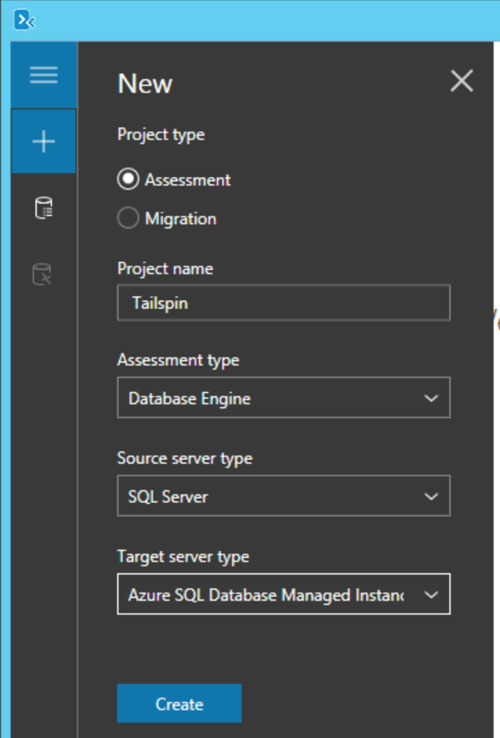 New
Project type
Assessment
Migration
Project name
Tailspin
Assessment type
Database Engine
Source server type
SQL Server
Target server type
Azure SQL Database Managed Instanc
Create